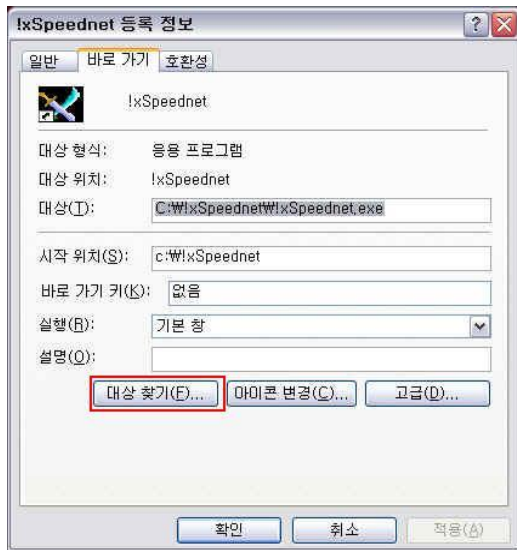 !xSpeednet 등록 정보
일반 바로 가기 호환성
!xSpeednet
대상 형식: 응용 프로그램
대상 위치: !xSpeednet
대상(T): C:₩!xSpeednet₩!xSpeednet.exe
시작 위치(S): c:₩!xSpeednet
바로 가기 키(K): 없음
실행(R): 기본 창
설명(O):
대상 찾기(F)... 아이콘 변경(C)... 고급(D)...
확인 취소 적용(A)